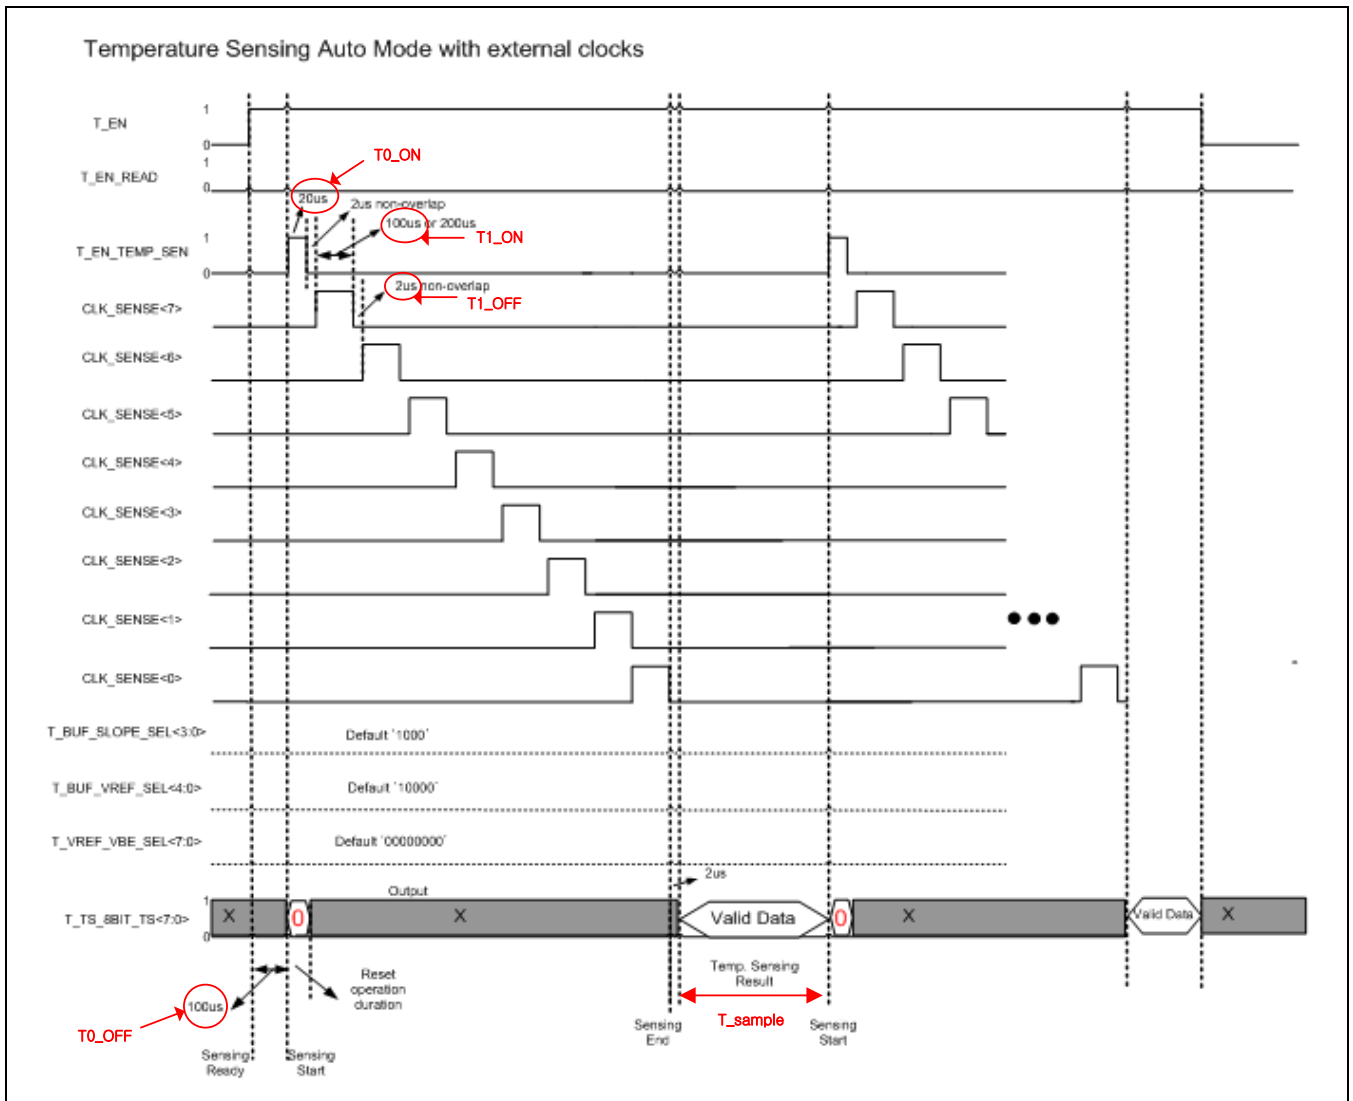 Temperature Sensing Auto Mode with external clocks
T_EN
1
0
T_EN_READ
1
0
T0_ON
20us
2us non-overlap
100us or 200us
T1_ON
T_EN_TEMP_SEN
1
0
2us non-overlap
T1_OFF
CLK_SENSE<7>
CLK_SENSE<6>
CLK_SENSE<5>
CLK_SENSE<4>
CLK_SENSE<3>
CLK_SENSE<2>
CLK_SENSE<1>
CLK_SENSE<0>
T_BUF_SLOPE_SEL<3:0>
Default '1000'
T_BUF_VREF_SEL<4:0>
Default '10000'
T_VREF_VBE_SEL<7:0>
Default '00000000'
2us
Output
T_TS_8BIT_TS<7:0>
1
0
X
0
X
Valid Data
0
X
Valid Data
X
Reset
operation
duration
Temp. Sensing
Result
100us
T0_OFF
T_sample
Sensing
End
Sensing
Start
Sensing
Ready
Sensing
Start